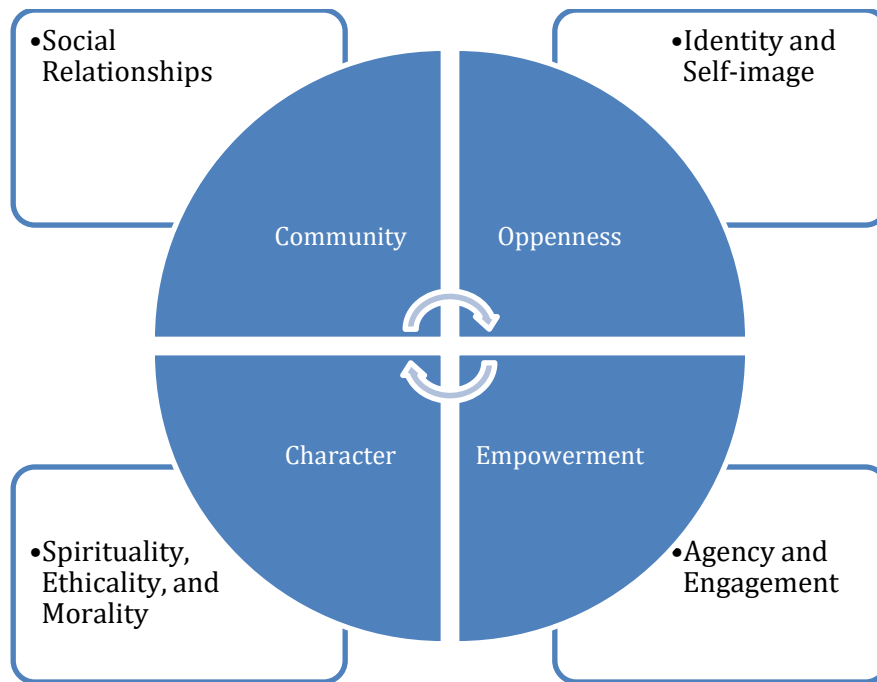 •Social
Relationships
•Identity and
Self-image
Community
Oppenness
Character
Empowerment
•Spirituality,
Ethicality, and
Morality
•Agency and
Engagement